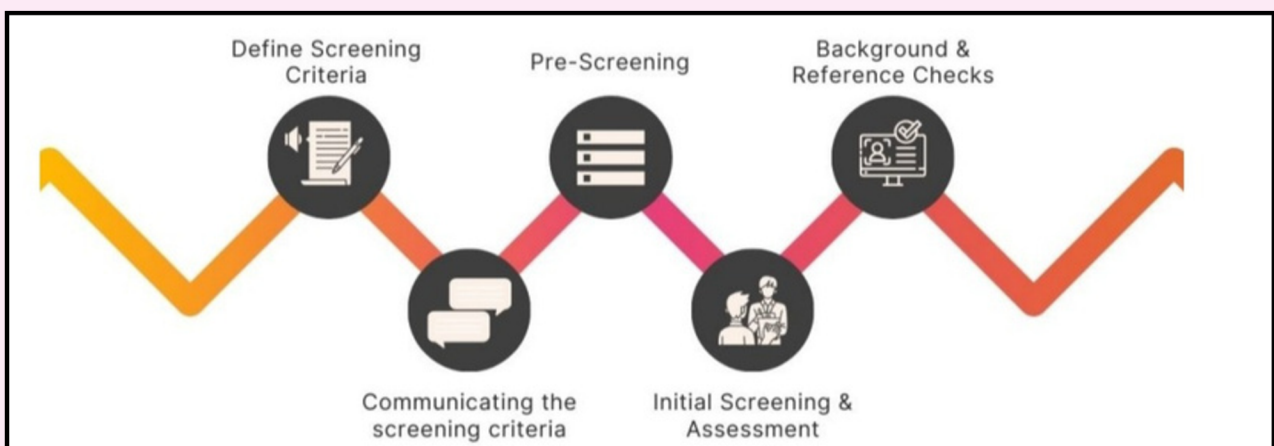 Define Screening
Criteria
Pre-Screening
Background &
Reference Checks
Communicating the
screening criteria
Initial Screening &
Assessment